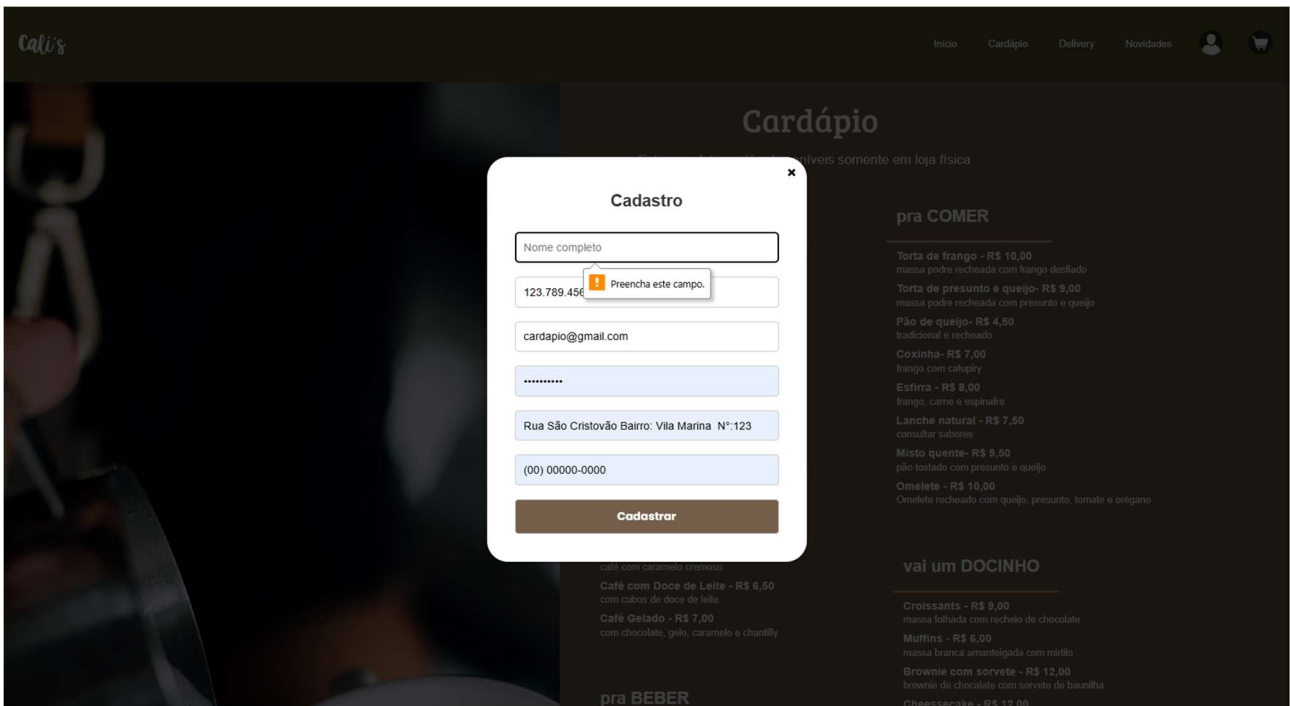 Cali's
Início Cardápio Delivery Novidades
Cardápio
níveis somente em loja física
Cadastro
Nome completo
Preencha este campo.
123.789.456
cardapio@gmail.com
••••••••••
Rua São Cristovão Bairro: Vila Marina N°:123
(00) 00000-0000
Cadastrar
café com caramelo cremoso
Café com Doce de Leite - R$ 6,50
com cubos de doce de leite
Café Gelado - R$ 7,00
com chocolate, gelo, caramelo e chantilly
pra BEBER
pra COMER
Torta de frango - R$ 10,00
massa podre recheada com frango desfiado
Torta de presunto e queijo- R$ 9,00
massa podre recheada com presunto e queijo
Pão de queijo- R$ 4,50
tradicional e recheado
Coxinha- R$ 7,00
frango com catupiry
Esfirra - R$ 8,00
frango, carne e espinafre
Lanche natural - R$ 7,50
consultar sabores
Misto quente- R$ 9,50
pão tostado com presunto e queijo
Omelete - R$ 10,00
Omelete recheado com queijo, presunto, tomate e orégano
vai um DOCINHO
Croissants - R$ 9,00
massa folhada com recheio de chocolate
Muffins - R$ 6,00
massa branca amanteigada com mirtilo
Brownie com sorvete - R$ 12,00
brownie de chocalate com sorvete de baunilha
Cheessecake - R$ 12,00